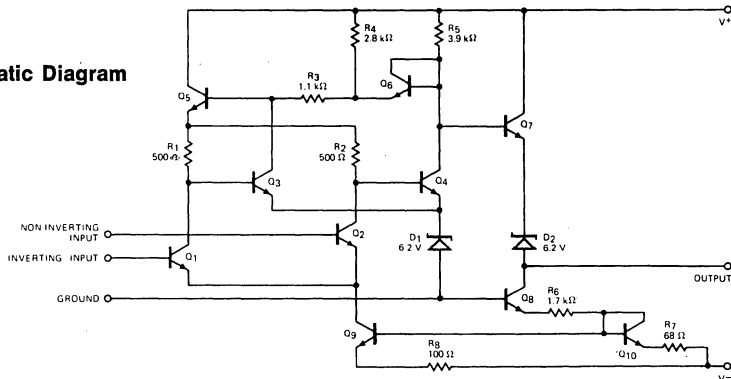 atic Diagram
V+
R4
2.8 kΩ
R5
3.9 kΩ
R3
1.1 kΩ
Q6
Q5
Q7
R1
500 Ω
R2
500 Ω
Q3
Q4
NON INVERTING
INPUT
Q2
D1
6.2 V
D2
6.2 V
INVERTING INPUT
Q1
OUTPUT
GROUND
Q8
R6
1.7 kΩ
Q9
R8
100 Ω
Q10
R7
68 Ω
V−